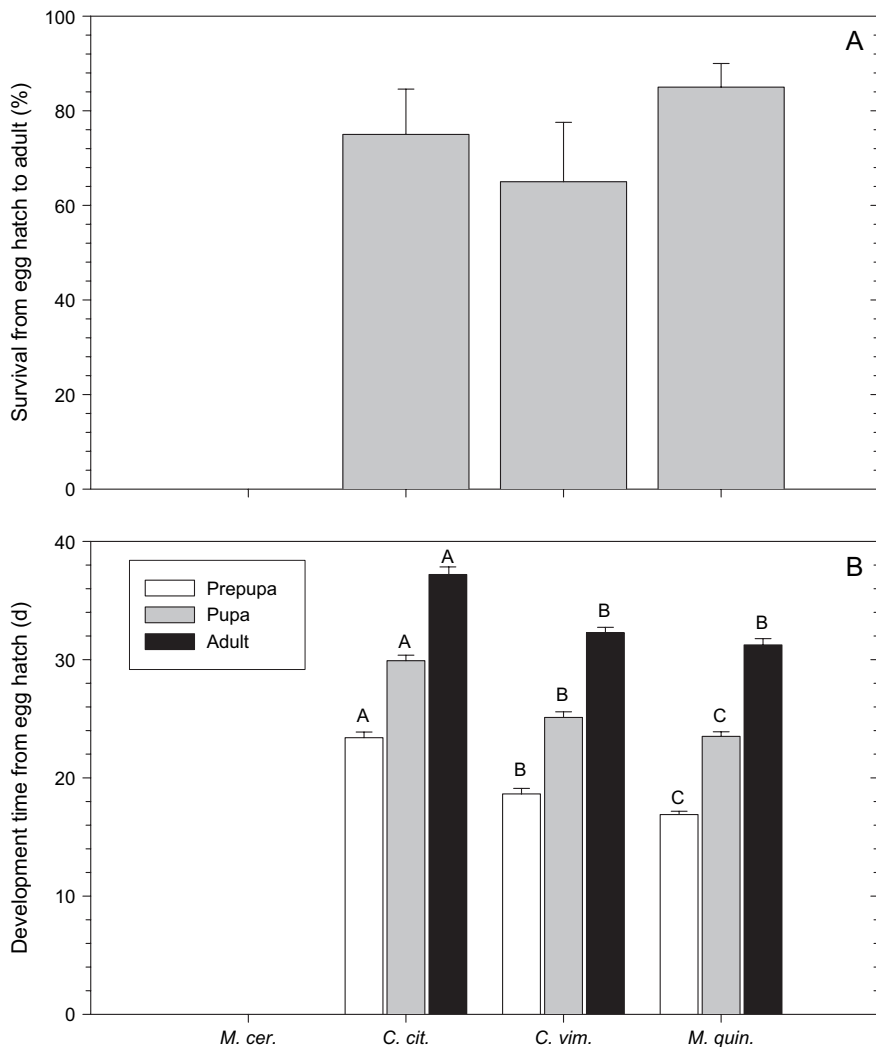 Survival from egg hatch to adult (%)
100
80
60
40
20
0
A
Development time from egg hatch (d)
40
30
20
10
0
B
Prepupa
Pupa
Adult
A
A
A
B
B
B
C
C
B
M. cer.
C. cit.
C. vim.
M. quin.